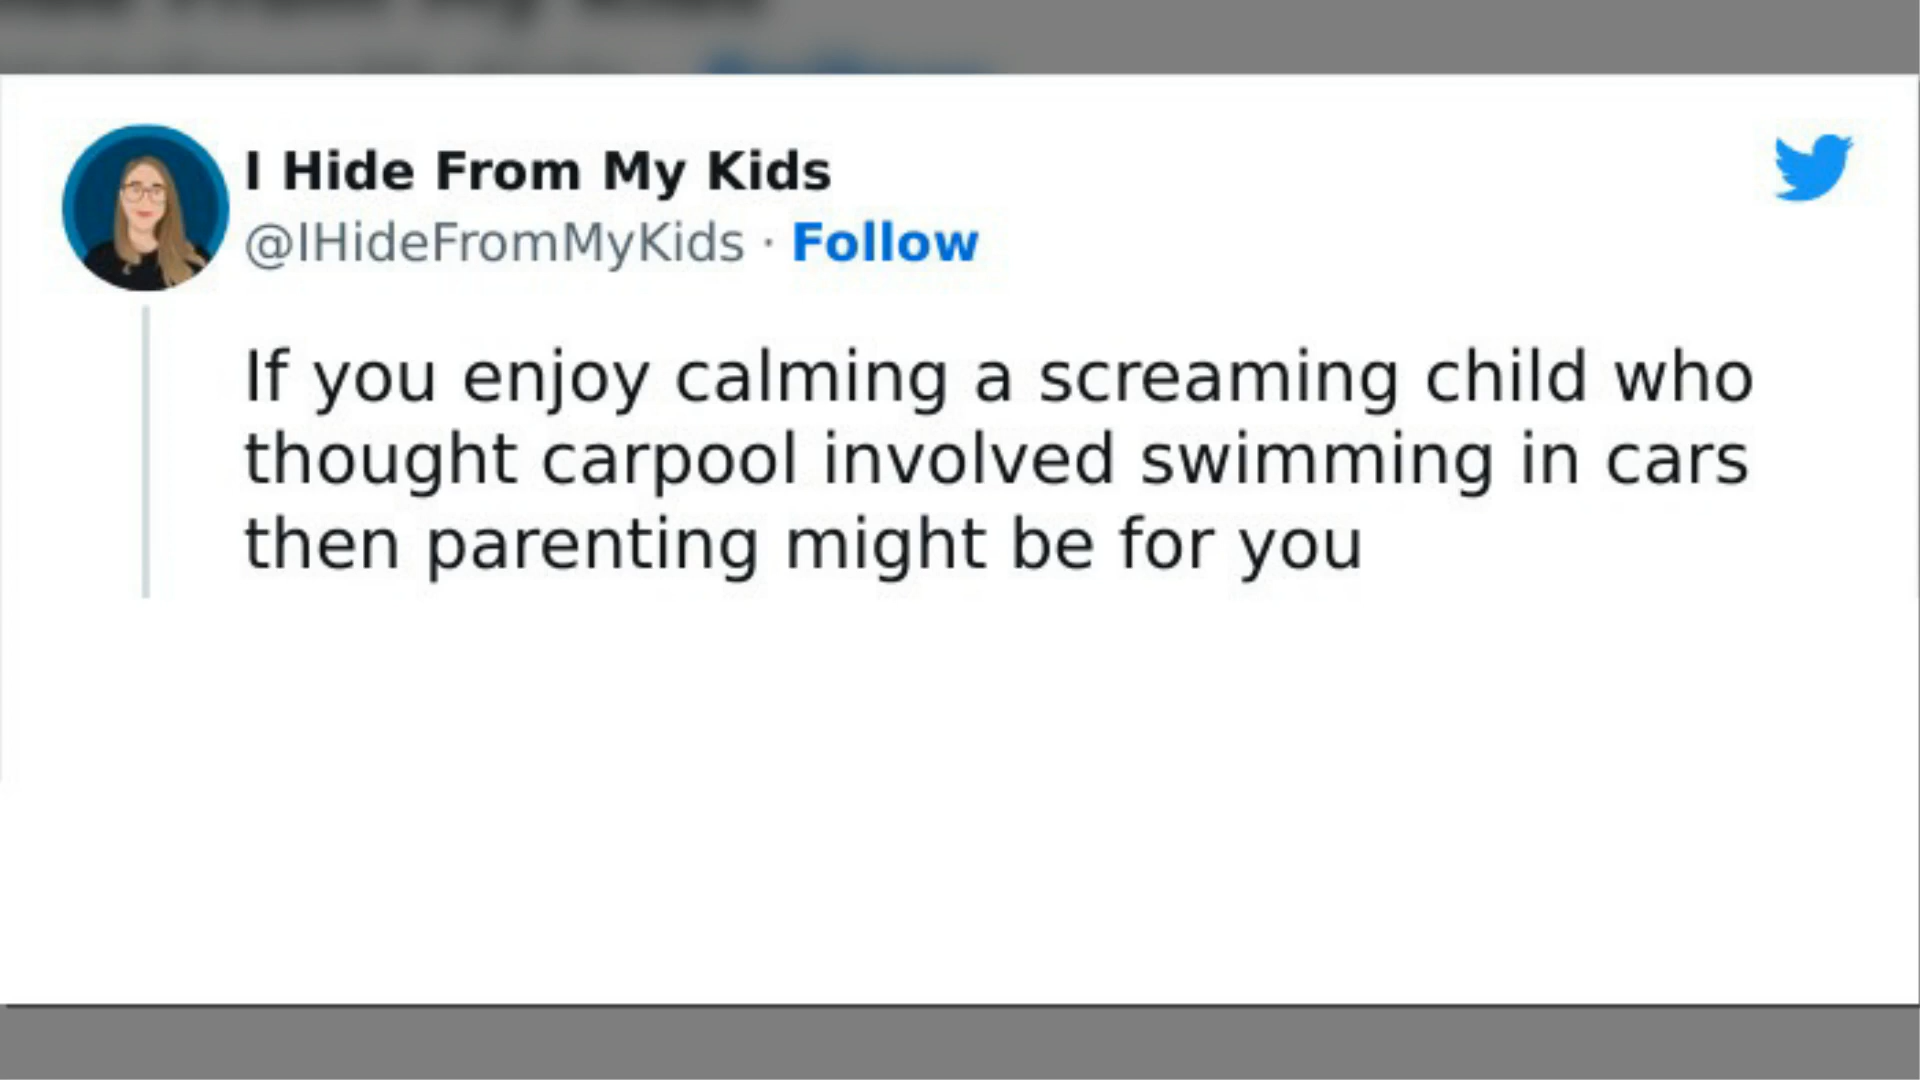 I Hide From My Kids
@IHideFromMyKids · Follow
If you enjoy calming a screaming child who
thought carpool involved swimming in cars
then parenting might be for you